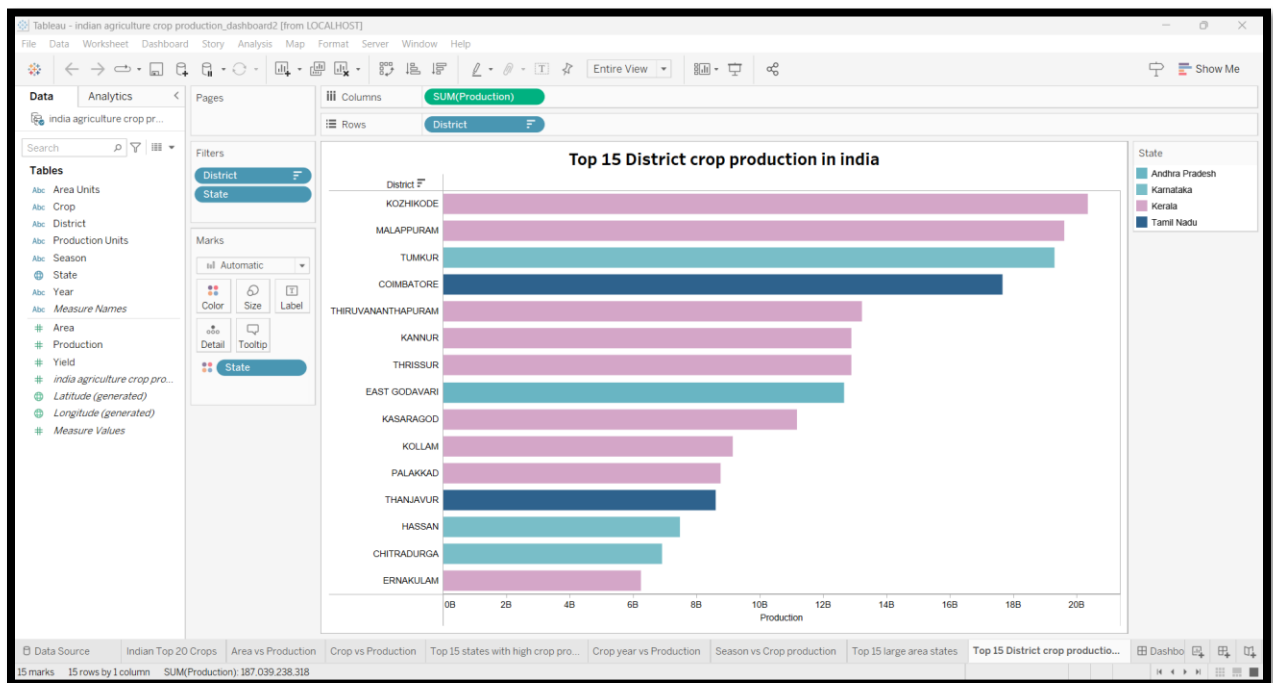 Tableau - indian agriculture crop production_dashboard2 [from LOCALHOST]
File Data Worksheet Dashboard Story Analysis Map Format Server Window Help
Entire View
Show Me
Data Analytics
india agriculture crop pr...
Search
Tables
Abc Area Units
Abc Crop
Abc District
Abc Production Units
Abc Season
State
Abc Year
Abc Measure Names
# Area
# Production
# Yield
# india agriculture crop pro...
Latitude (generated)
Longitude (generated)
# Measure Values
Pages
Filters
District
State
Marks
Automatic
Color Size Label
Detail Tooltip
State
iii Columns SUM(Production)
Rows District
Top 15 District crop production in india
District
KOZHIKODE
MALAPPURAM
TUMKUR
COIMBATORE
THIRUVANANTHAPURAM
KANNUR
THRISSUR
EAST GODAVARI
KASARAGOD
KOLLAM
PALAKKAD
THANJAVUR
HASSAN
CHITRADURGA
ERNAKULAM
0B 2B 4B 6B 8B 10B 12B 14B 16B 18B 20B
Production
State
Andhra Pradesh
Karnataka
Kerala
Tamil Nadu
Data Source Indian Top 20 Crops Area vs Production Crop vs Production Top 15 states with high crop pro... Crop year vs Production Season vs Crop production Top 15 large area states Top 15 District crop productio... Dashbo
15 marks 15 rows by 1 column SUM(Production): 187,039,238,318